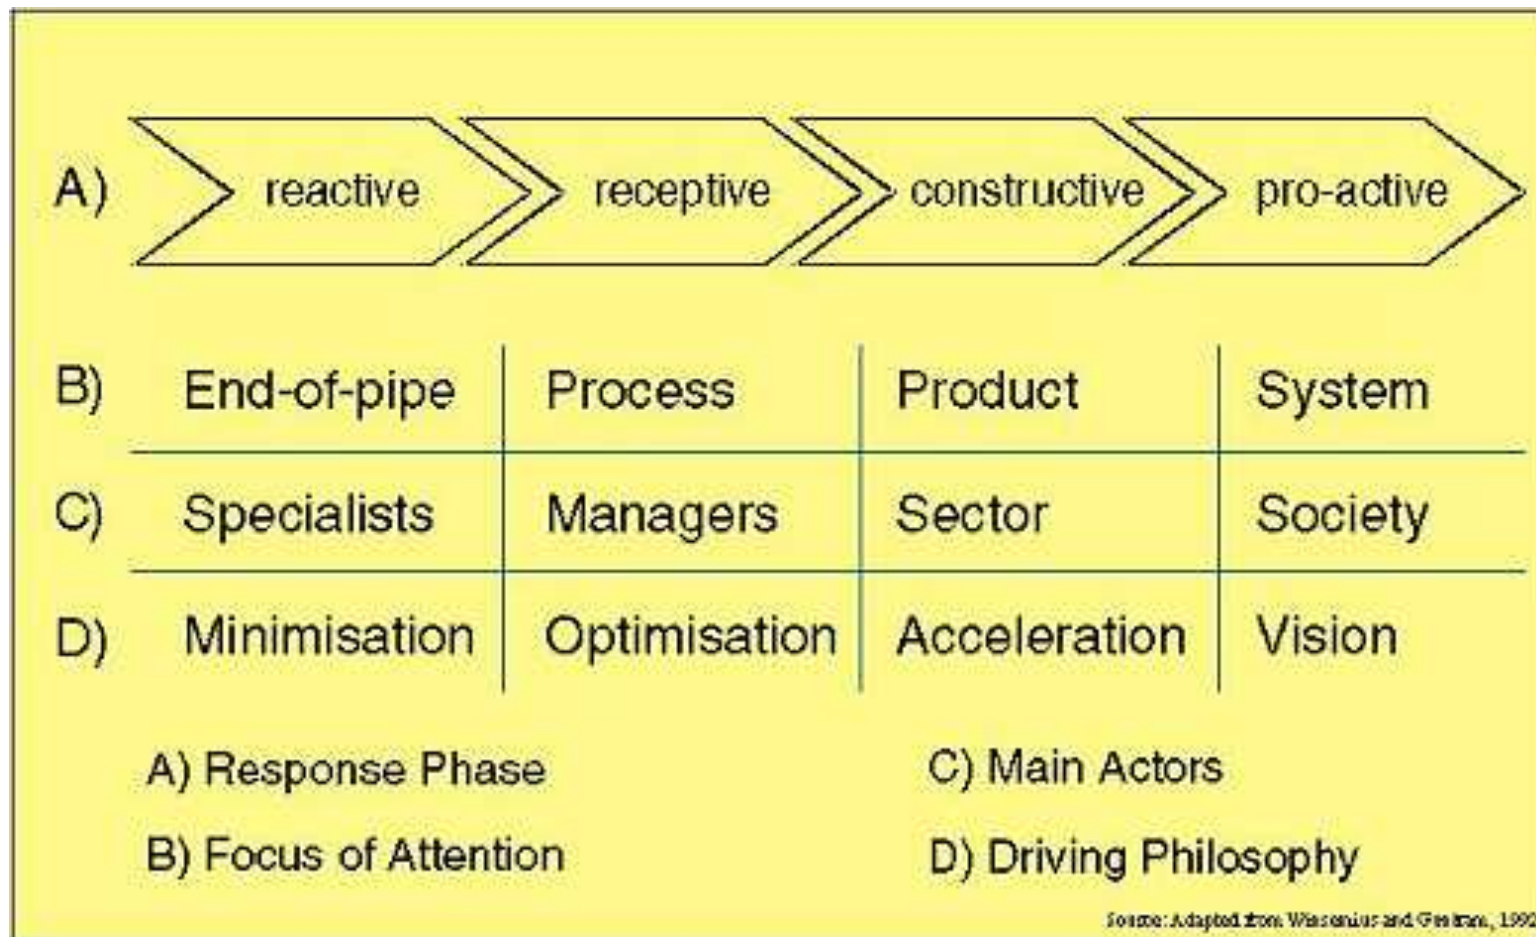 A) reactive receptive constructive pro-active
B) End-of-pipe Process Product System
C) Specialists Managers Sector Society
D) Minimisation Optimisation Acceleration Vision
A) Response Phase C) Main Actors
B) Focus of Attention D) Driving Philosophy
Source: Adapted from and